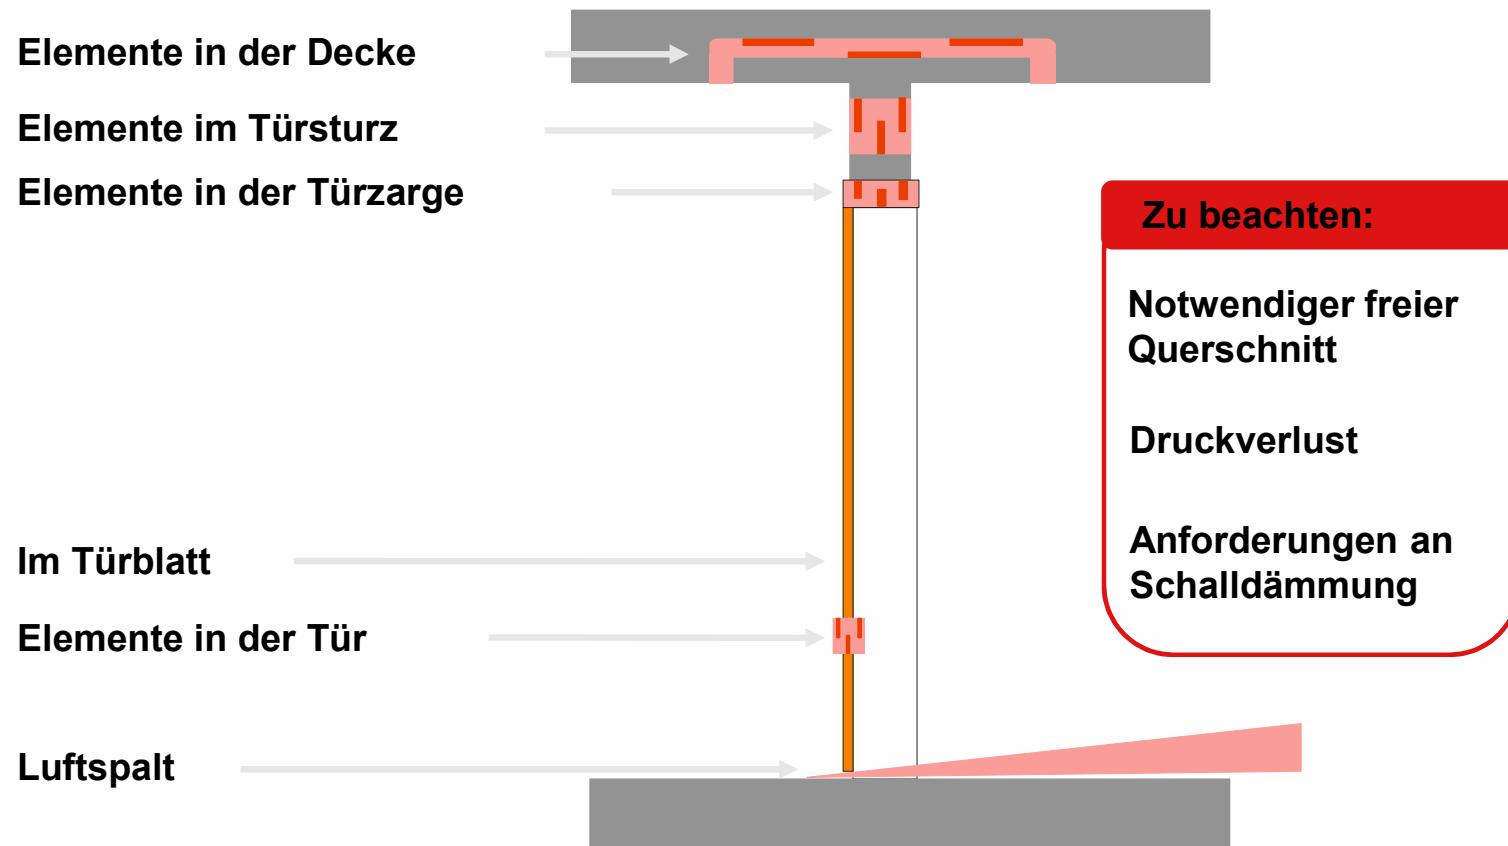 Elemente in der Decke
Elemente im Türsturz
Elemente in der Türzarge
Im Türblatt
Elemente in der Tür
Luftspalt
Zu beachten:
Notwendiger freier
Querschnitt
Druckverlust
Anforderungen an
Schalldämmung